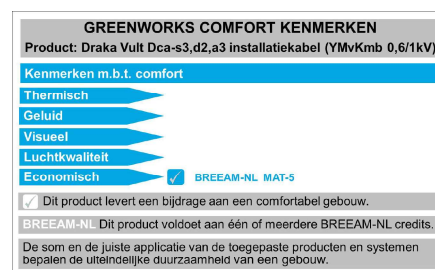 GREENWORKS COMFORT KENMERKEN
Product: Draka Vult Dca-s3,d2,a3 installatiekabel (YMvKmb 0,6/1kV)
Kenmerken m.b.t. comfort
Thermisch
Geluid
Visueel
Luchtkwaliteit
Economisch BREEAM-NL MAT-5
Dit product levert een bijdrage aan een comfortabel gebouw.
BREEAM-NL Dit product voldoet aan één of meerdere BREEAM-NL credits.
De som en de juiste applicatie van de toegepaste producten en systemen
bepalen de uiteindelijke duurzaamheid van een gebouw.